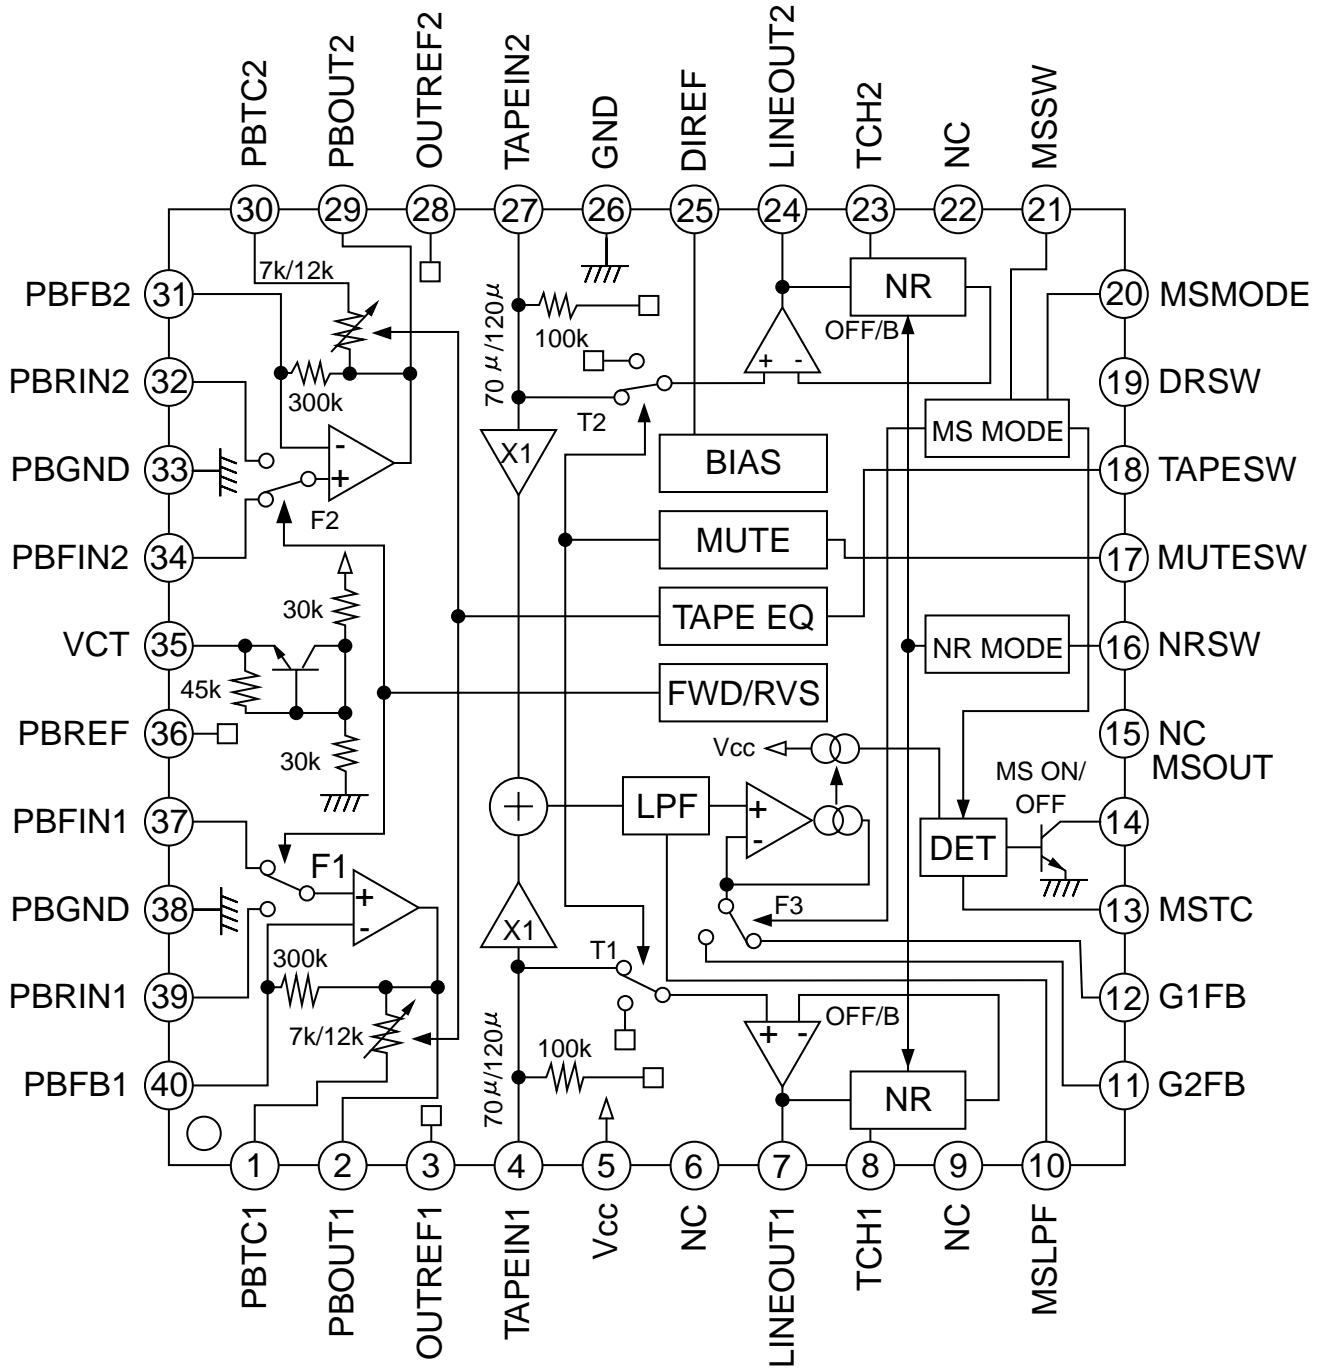 PBTC2
PBOUT2
OUTREF2
TAPEIN2
GND
DIREF
LINEOUT2
TCH2
NC
MSSW
30
29
28
27
26
25
24
23
22
21
PBFB2
31
PBRIN2
32
PBGND
33
PBFIN2
34
VCT
35
PBREF
36
PBFIN1
37
PBGND
38
PBRIN1
39
PBFB1
40
20
MSMODE
19
DRSW
18
TAPESW
17
MUTESW
16
NRSW
15
NC
MSOUT
14
13
MSTC
12
G1FB
11
G2FB
7k/12k
300k
-
+
F2
30k
45k
30k
F1
+
-
300k
7k/12k
70μ/120μ
100k
T2
X1
+
X1
T1
70μ/120μ
100k
NR
OFF/B
+ -
MS MODE
BIAS
MUTE
TAPE EQ
NR MODE
FWD/RVS
Vcc
LPF
+
-
MS ON/
OFF
DET
F3
+ -
OFF/B
NR
1
2
3
4
5
6
7
8
9
10
PBTC1
PBOUT1
OUTREF1
TAPEIN1
Vcc
NC
LINEOUT1
TCH1
NC
MSLPF